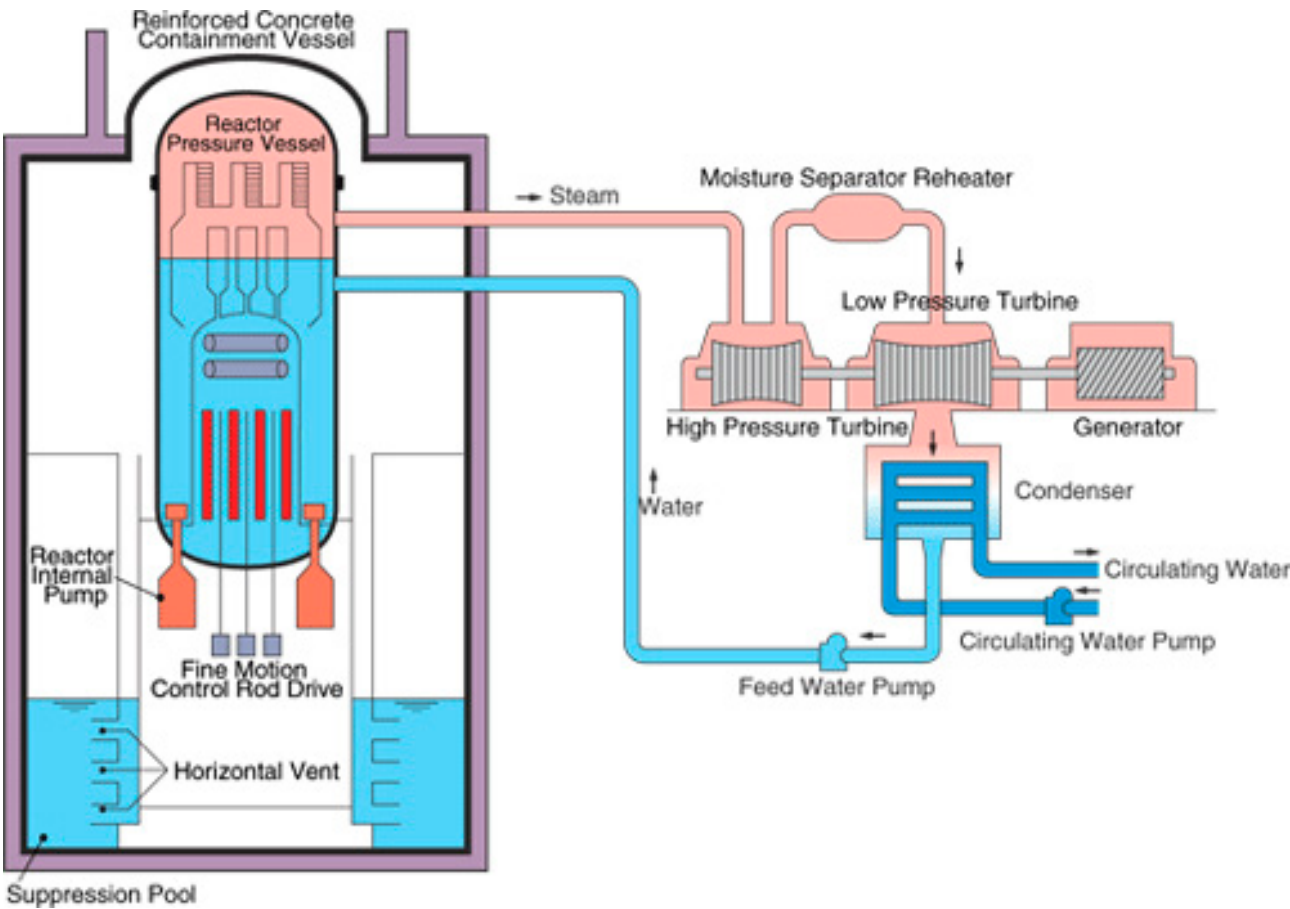 Reinforced Concrete
Containment Vessel
Reactor
Pressure Vessel
Steam
Moisture Separator Reheater
Low Pressure Turbine
High Pressure Turbine
Generator
Condenser
Water
Circulating Water
Circulating Water Pump
Feed Water Pump
Reactor
Internal
Pump
Fine Motion
Control Rod Drive
Horizontal Vent
Suppression Pool